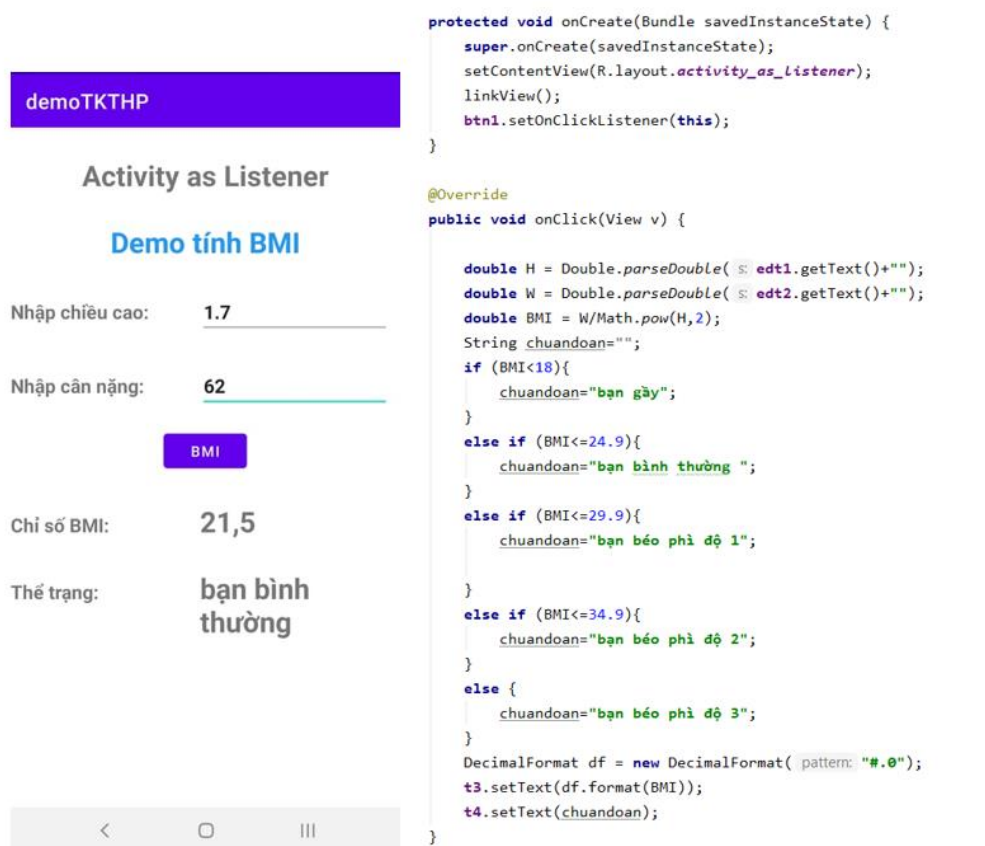 demoTKTHP
Activity as Listener
Demo tính BMI
Nhập chiều cao:
1.7
Nhập cân nặng:
62
BMI
Chỉ số BMI:
21,5
Thể trạng:
bạn bình
thường
protected void onCreate(Bundle savedInstanceState) {
super.onCreate(savedInstanceState);
setContentView(R.layout.activity_as_listener);
linkView();
btn1.setOnClickListener(this);
}
@Override
public void onClick(View v) {
double H = Double.parseDouble( s: edt1.getText()+"");
double W = Double.parseDouble( s: edt2.getText()+"");
double BMI = W/Math.pow(H,2);
String chuandoan="";
if (BMI<18){
chuandoan="bạn gầy";
}
else if (BMI<=24.9){
chuandoan="bạn bình thường ";
}
else if (BMI<=29.9){
chuandoan="bạn béo phì độ 1";
}
else if (BMI<=34.9){
chuandoan="bạn béo phì độ 2";
}
else {
chuandoan="bạn béo phì độ 3";
}
DecimalFormat df = new DecimalFormat( pattern: "#.0");
t3.setText(df.format(BMI));
t4.setText(chuandoan);
}